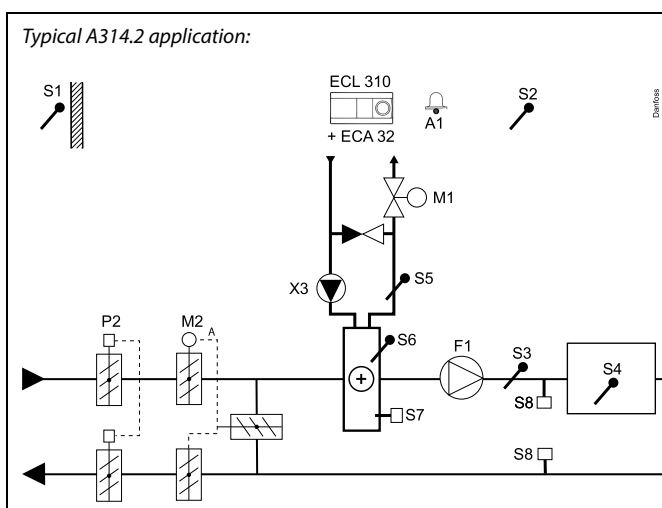 Typical A314.2 application:
S1
ECL 310
S2
A1
+ ECA 32
Danfoss
M1
X3
S5
P2
M2
A
S6
F1
S3
S4
S8
S7
S8